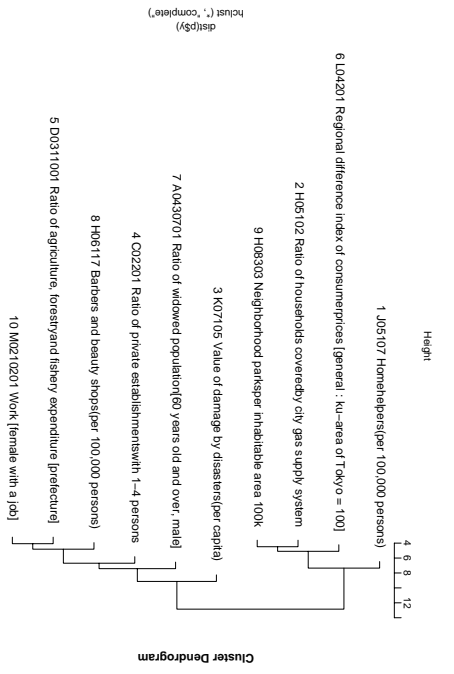 Cluster Dendrogram
Height
4
6
8
12
1 J05107 Homehelpers(per 100,000 persons)
6 L04201 Regional difference index of consumerprices [general : ku−area of Tokyo = 100]
2 H05102 Ratio of households coveredby city gas supply system
9 H08303 Neighborhood parksper inhabitable area 100k
3 K07105 Value of damage by disasters(per capita)
7 A0430701 Ratio of widowed population[60 years old and over, male]
4 C02201 Ratio of private establishmentswith 1−4 persons
8 H06117 Barbers and beauty shops(per 100,000 persons)
5 D0311001 Ratio of agriculture, forestryand fishery expenditure [prefecture]
10 M0210201 Work [female with a job]
dist(p$y)
hclust (*, "complete")